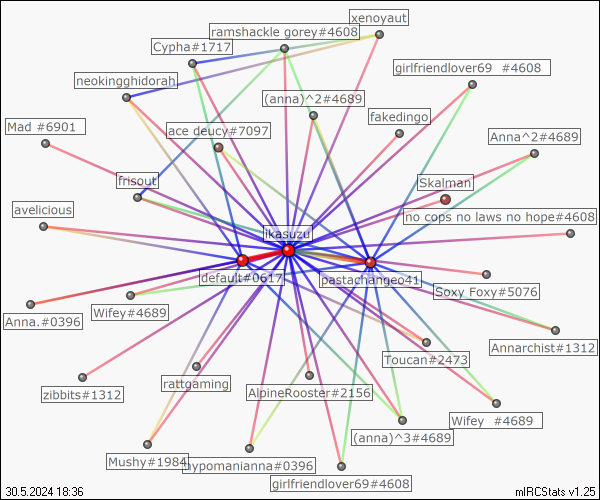 xenoyaut
ramshackle gorey#4608
Cypha#1717
girlfriendlover69 #4608
neokingghidorah
(anna)^2#4689
fakedingo
Mad #6901
ace deucy#7097
Anna^2#4689
frisout
Skalman
avelicious
no cops no laws no hope#4608
ikasuzu
default#0617
pastachangeo41
Soxy Foxy#5076
Anna.#0396
Wifey#4689
Annarchist#1312
Toucan#2473
rattgaming
zibbits#1312
AlpineRooster#2156
Wifey #4689
(anna)^3#4689
Mushy#1984
hypomanianna#0396
girlfriendlover69#4608
30.5.2024 18:36
mIRCStats v1.25